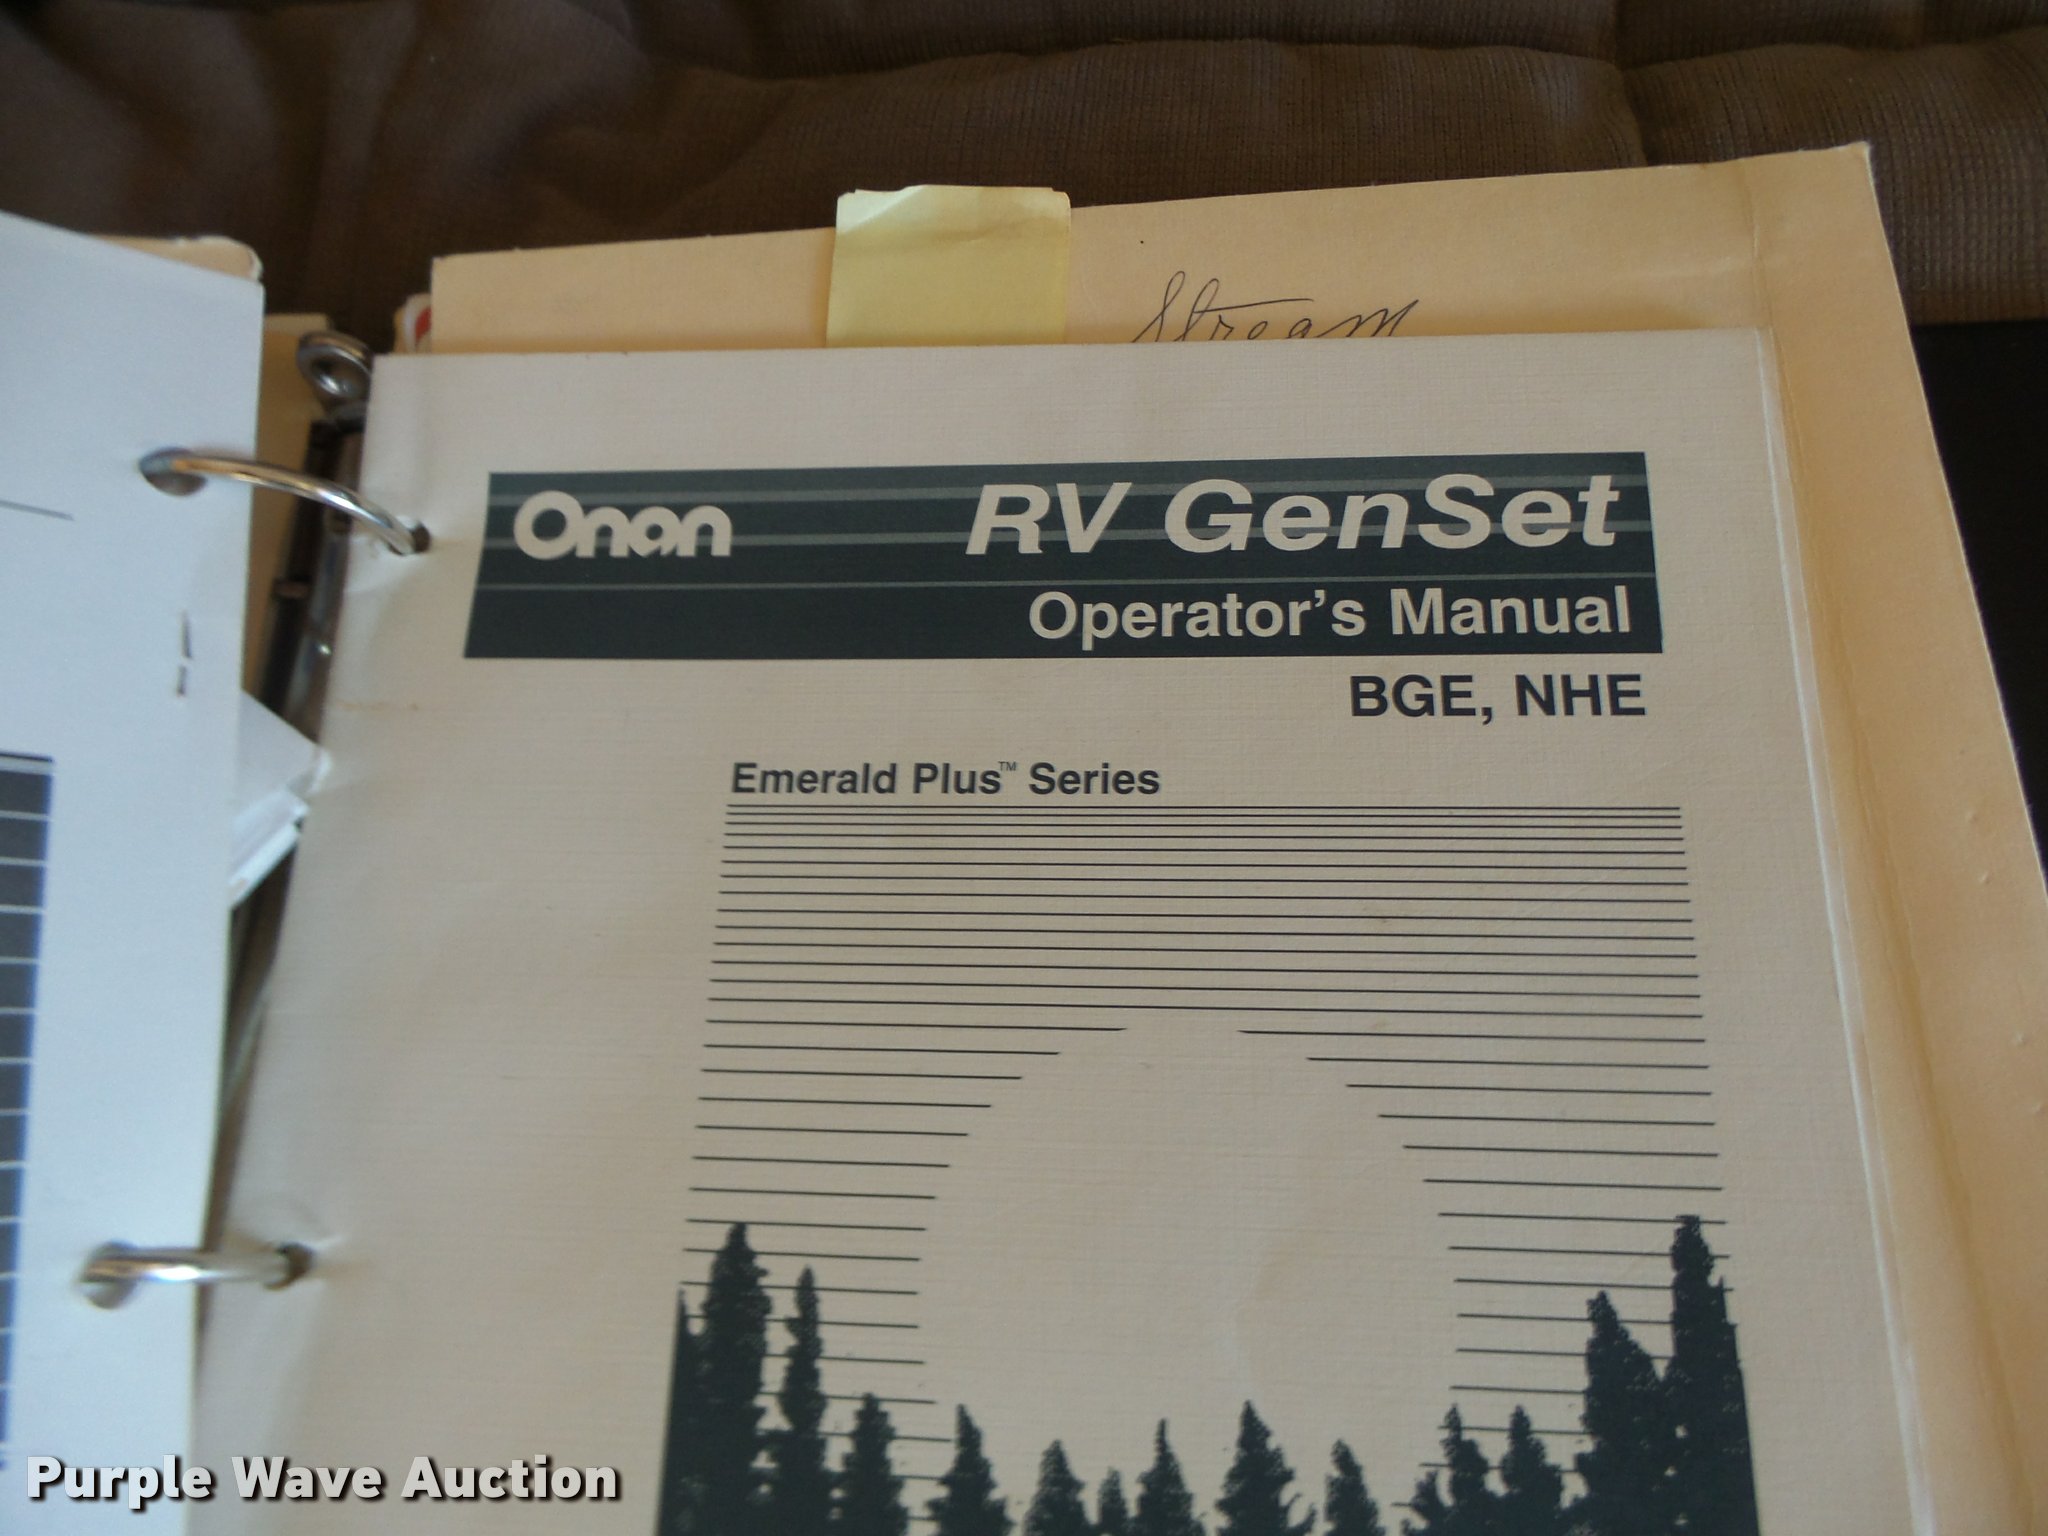 Stream
Onan
RV GenSet
Operator's Manual
BGE, NHE
Emerald Plus™ Series
Purple Wave Auction